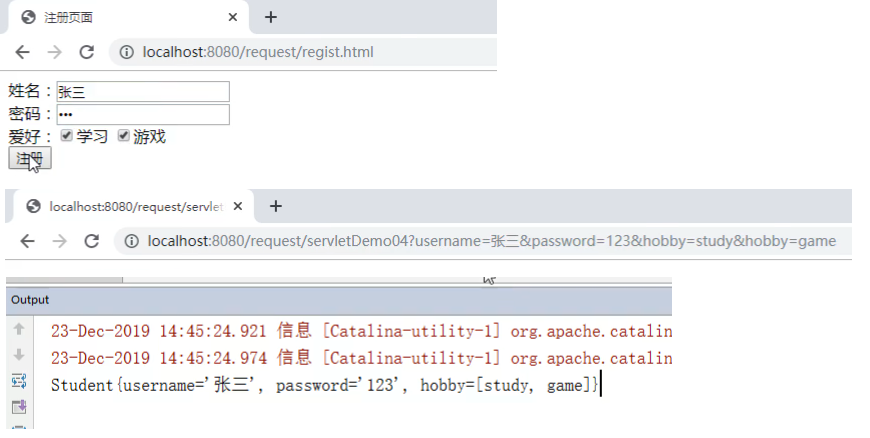 注册页面
localhost:8080/request/regist.html
姓名：张三
密码：•••
爱好：学习 游戏
注册
localhost:8080/request/servlet
localhost:8080/request/servletDemo04?username=张三&password=123&hobby=study&hobby=game
Output
23-Dec-2019 14:45:24.921 信息 [Catalina-utility-1] org.apache.catalin
23-Dec-2019 14:45:24.974 信息 [Catalina-utility-1] org.apache.catalin
Student{username='张三', password='123', hobby=[study, game]}